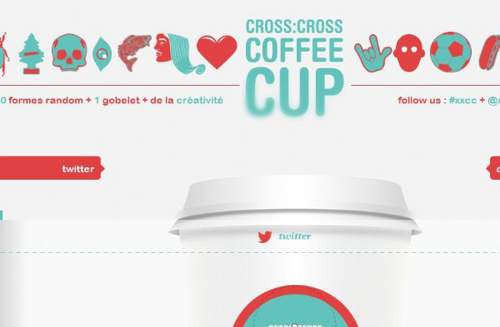 CROSS:CROSS
COFFEE
CUP
0 formes random + 1 gobelet + de la créativité
follow us : #xxcc + @
twitter
twitter